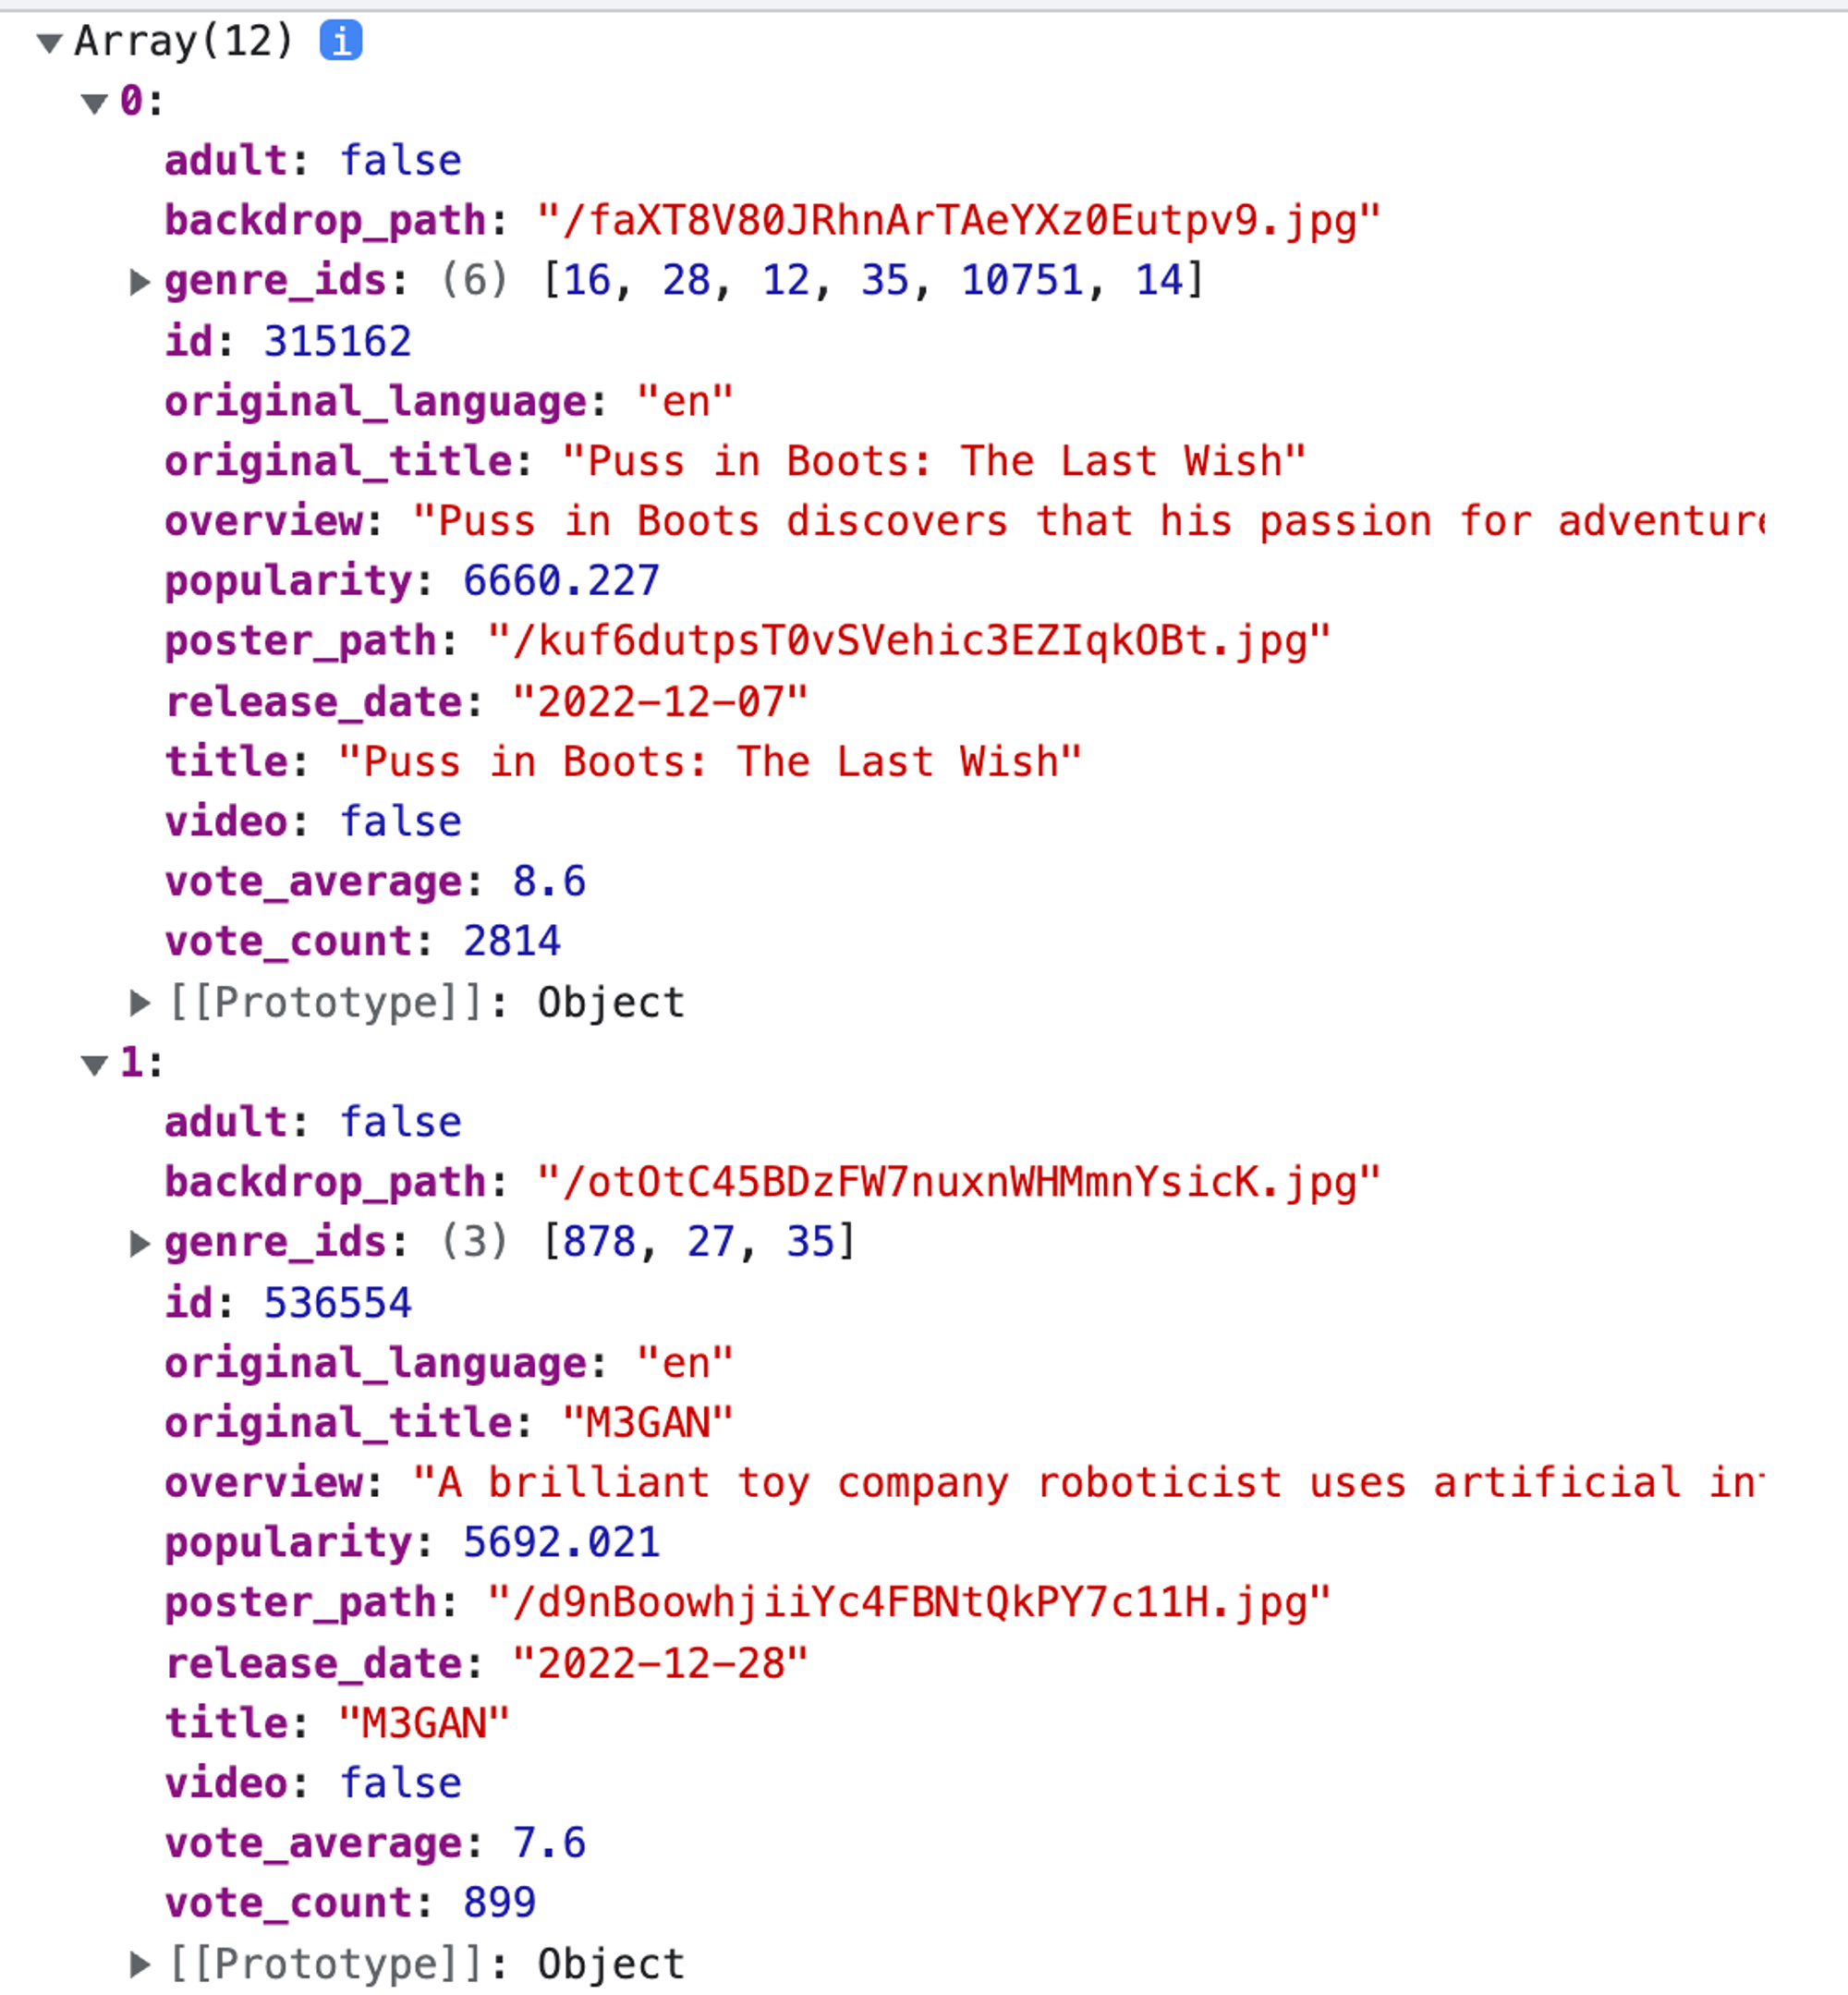 Array(12) i
0:
adult: false
backdrop_path: "/faXT8V80JRhnArTAeYXz0Eutpv9.jpg"
genre_ids: (6) [16, 28, 12, 35, 10751, 14]
id: 315162
original_language: "en"
original_title: "Puss in Boots: The Last Wish"
overview: "Puss in Boots discovers that his passion for adventure
popularity: 6660.227
poster_path: "/kuf6dutpsT0vSVehic3EZIqkOBt.jpg"
release_date: "2022-12-07"
title: "Puss in Boots: The Last Wish"
video: false
vote_average: 8.6
vote_count: 2814
[[Prototype]]: Object
1:
adult: false
backdrop_path: "/otOtC45BDzFW7nuxnWHMmnYsicK.jpg"
genre_ids: (3) [878, 27, 35]
id: 536554
original_language: "en"
original_title: "M3GAN"
overview: "A brilliant toy company roboticist uses artificial in
popularity: 5692.021
poster_path: "/d9nBoowhjiiYc4FBNtQkPY7c11H.jpg"
release_date: "2022-12-28"
title: "M3GAN"
video: false
vote_average: 7.6
vote_count: 899
[[Prototype]]: Object